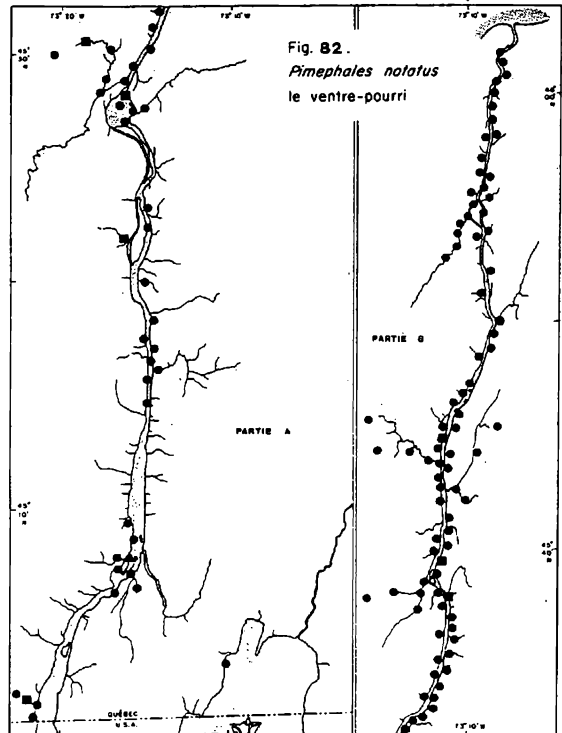 73° 20' W
73° 10' W
45°
30'
N
Fig. 82.
Pimephales notatus
le ventre-pourri
PARTIE A
45°
10'
N
QUÉBEC
U.S.A.
73° 10' W
PARTIE B
45°
73° 10' W